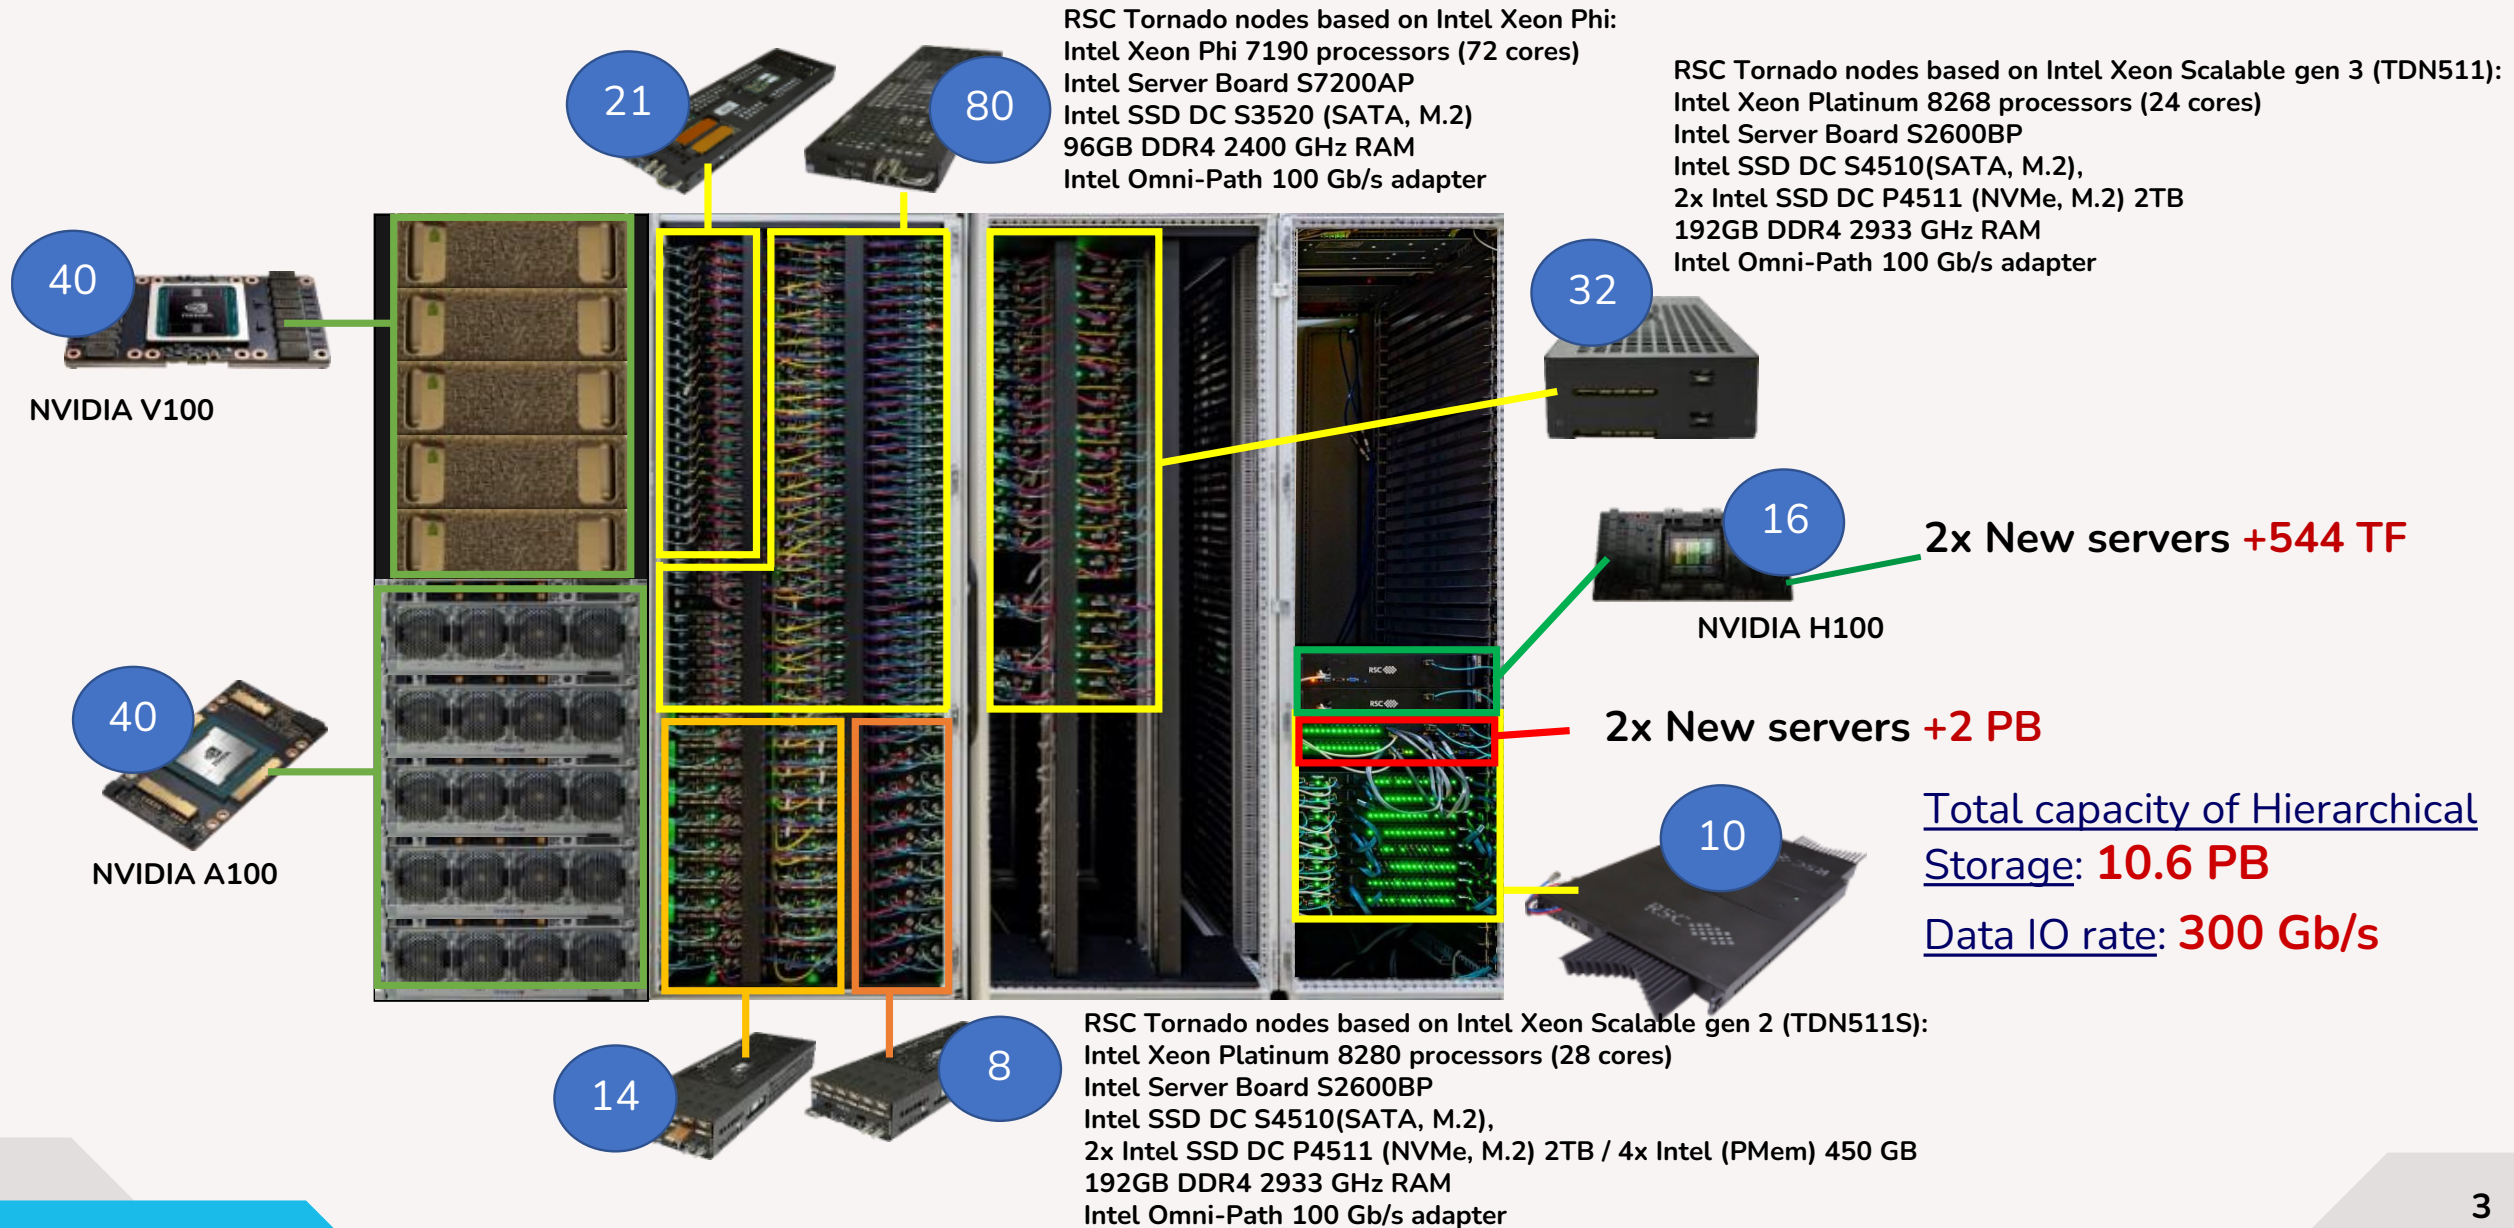 RSC Tornado nodes based on Intel Xeon Phi:
Intel Xeon Phi 7190 processors (72 cores)
Intel Server Board S7200AP
Intel SSD DC S3520 (SATA, M.2)
96GB DDR4 2400 GHz RAM
Intel Omni-Path 100 Gb/s adapter
21
80
RSC Tornado nodes based on Intel Xeon Scalable gen 3 (TDN511):
Intel Xeon Platinum 8268 processors (24 cores)
Intel Server Board S2600BP
Intel SSD DC S4510(SATA, M.2),
2x Intel SSD DC P4511 (NVMe, M.2) 2TB
192GB DDR4 2933 GHz RAM
Intel Omni-Path 100 Gb/s adapter
40
NVIDIA V100
32
16
2x New servers +544 TF
NVIDIA H100
RSC
RSC
40
NVIDIA A100
2x New servers +2 PB
10
RSC
Total capacity of Hierarchical
Storage: 10.6 PB
Data IO rate: 300 Gb/s
14
8
RSC Tornado nodes based on Intel Xeon Scalable gen 2 (TDN511S):
Intel Xeon Platinum 8280 processors (28 cores)
Intel Server Board S2600BP
Intel SSD DC S4510(SATA, M.2),
2x Intel SSD DC P4511 (NVMe, M.2) 2TB / 4x Intel (PMem) 450 GB
192GB DDR4 2933 GHz RAM
Intel Omni-Path 100 Gb/s adapter
3